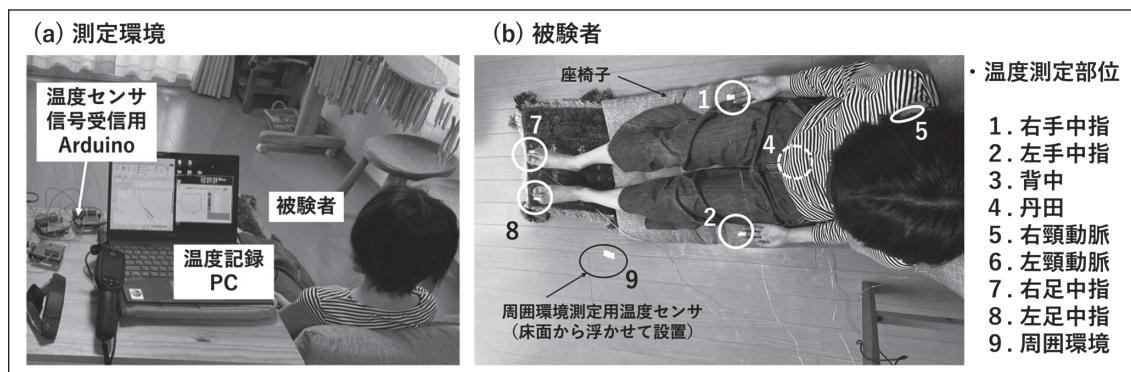 (a) 測定環境
温度センサ
信号受信用
Arduino
被験者
温度記録
PC
(b) 被験者
座椅子
1
7
5
4
2
8
9
周囲環境測定用温度センサ
(床面から浮かせて設置)
・温度測定部位
1. 右手中指
2. 左手中指
3. 背中
4. 丹田
5. 右頸動脈
6. 左頸動脈
7. 右足中指
8. 左足中指
9. 周囲環境